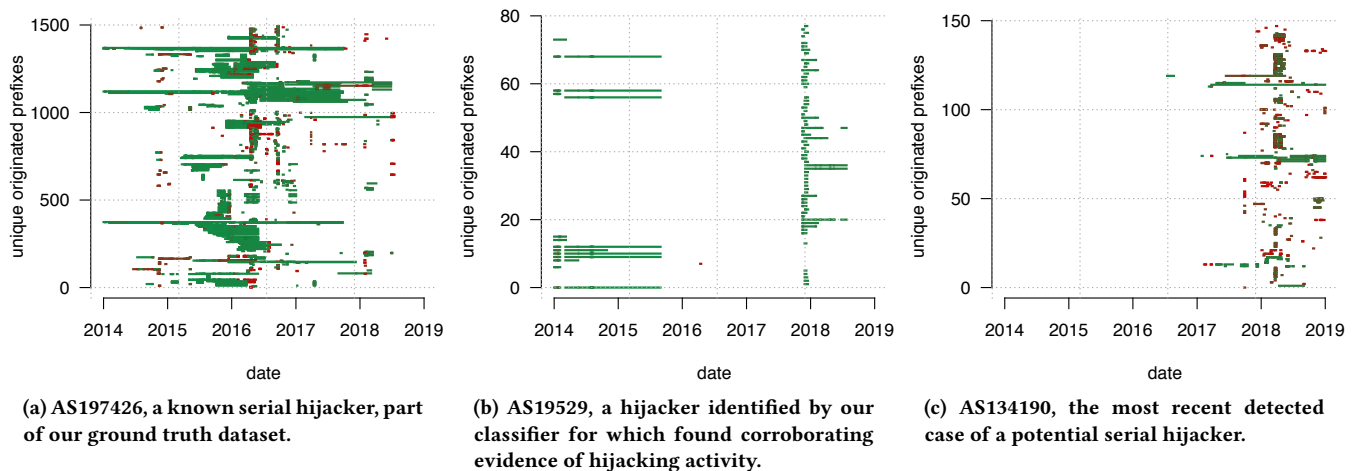 unique originated prefixes
1500
1000
500
0
2014 2015 2016 2017 2018 2019
date
(a) AS197426, a known serial hijacker, part
of our ground truth dataset.
unique originated prefixes
80
60
40
20
0
2014 2015 2016 2017 2018 2019
date
(b) AS19529, a hijacker identified by our
classifier for which found corroborating
evidence of hijacking activity.
unique originated prefixes
150
100
50
0
2014 2015 2016 2017 2018 2019
date
(c) AS134190, the most recent detected
case of a potential serial hijacker.